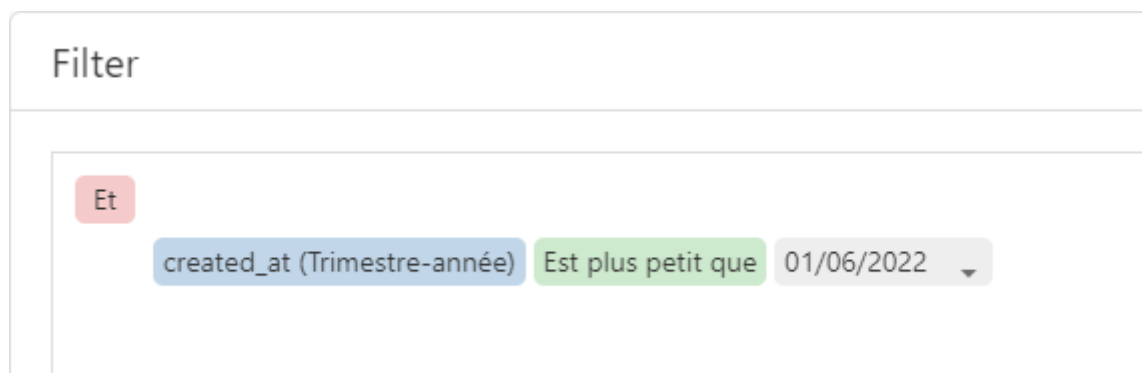 Filter
Et
created_at (Trimestre-année) Est plus petit que 01/06/2022